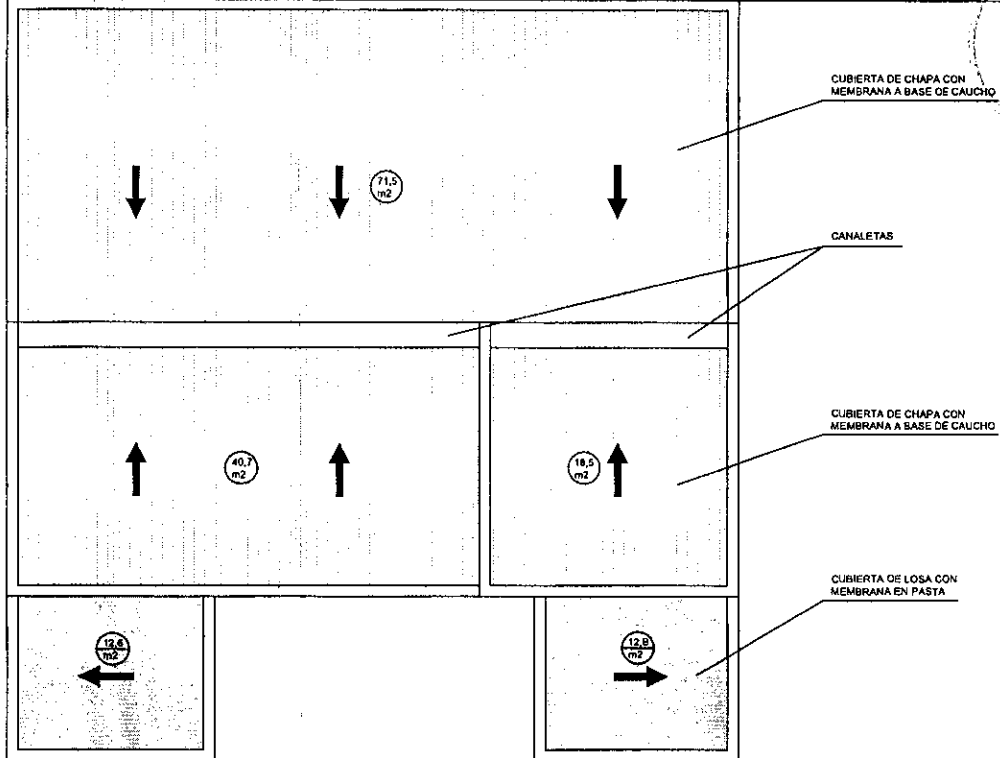 CUBIERTA DE CHAPA CON
MEMBRANA A BASE DE CAUCHO
71,5
m2
CANALETAS
CUBIERTA DE CHAPA CON
MEMBRANA A BASE DE CAUCHO
40,7
m2
18,5
m2
CUBIERTA DE LOSA CON
MEMBRANA EN PASTA
12,6
m2
12,8
m2